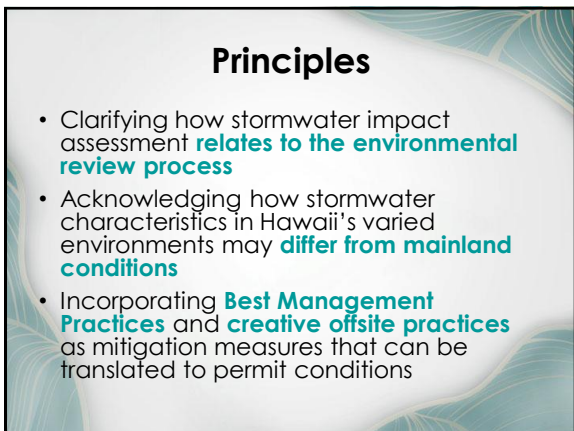 Principles
• Clarifying how stormwater impact
assessment relates to the environmental
review process
• Acknowledging how stormwater
characteristics in Hawaii's varied
environments may differ from mainland
conditions
• Incorporating Best Management
Practices and creative offsite practices
as mitigation measures that can be
translated to permit conditions